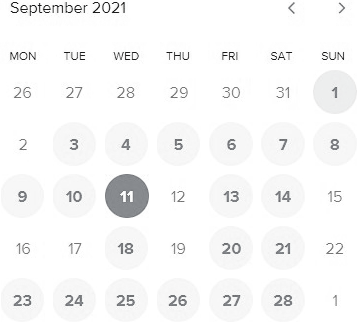 September 2021
MON TUE WED THU FRI SAT SUN
26 27 28 29 30 31 1
2 3 4 5 6 7 8
9 10 11 12 13 14 15
16 17 18 19 20 21 22
23 24 25 26 27 28 1